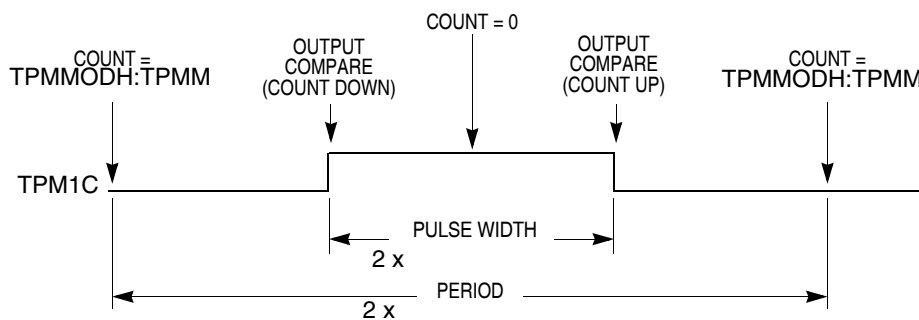 COUNT = 0
COUNT =
TPMMODH:TPMM
OUTPUT
COMPARE
(COUNT DOWN)
OUTPUT
COMPARE
(COUNT UP)
COUNT =
TPMMODH:TPMM
TPM1C
PULSE WIDTH
2 x
PERIOD
2 x